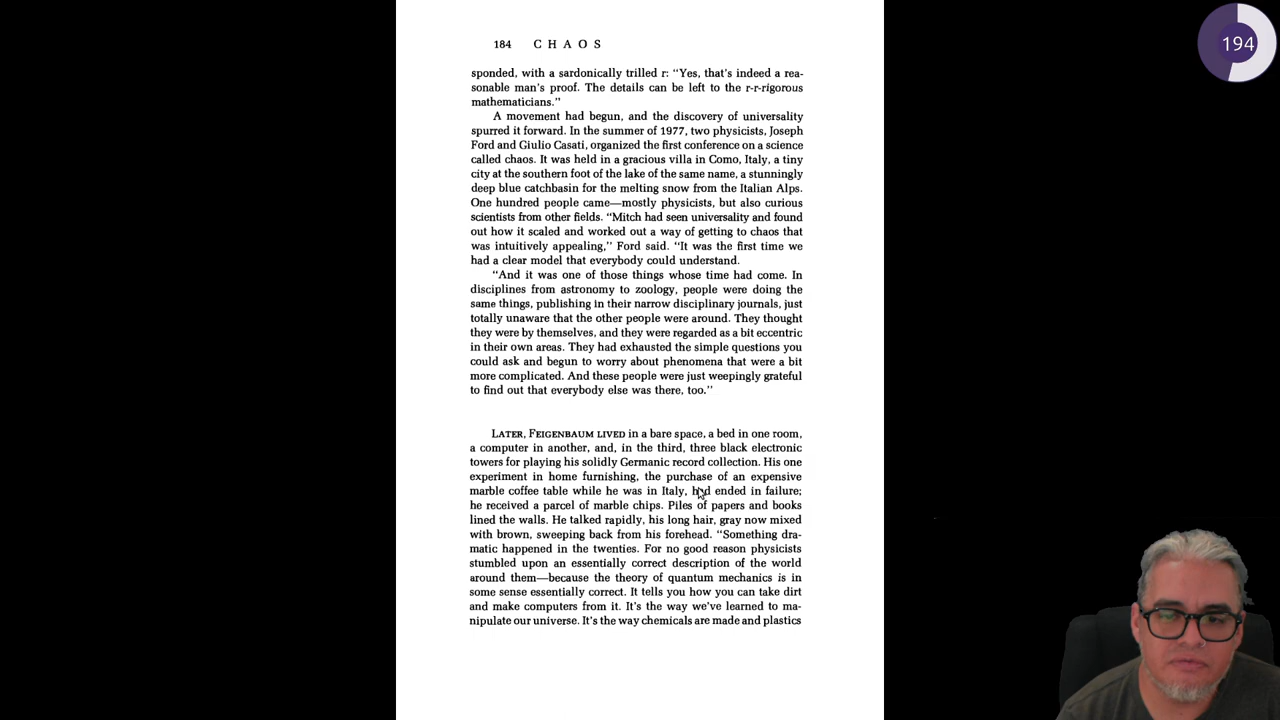 194
184 CHAOS
sponded, with a sardonically trilled r: “Yes, that’s indeed a rea-
sonable man’s proof. The details can be left to the r-r-rigorous
mathematicians.”
A movement had begun, and the discovery of universality
spurred it forward. In the summer of 1977, two physicists, Joseph
Ford and Giulio Casati, organized the first conference on a science
called chaos. It was held in a gracious villa in Como, Italy, a tiny
city at the southern foot of the lake of the same name, a stunningly
deep blue catchbasin for the melting snow from the Italian Alps.
One hundred people came—mostly physicists, but also curious
scientists from other fields. “Mitch had seen universality and found
out how it scaled and worked out a way of getting to chaos that
was intuitively appealing,” Ford said. “It was the first time we
had a clear model that everybody could understand.
“And it was one of those things whose time had come. In
disciplines from astronomy to zoology, people were doing the
same things, publishing in their narrow disciplinary journals, just
totally unaware that the other people were around. They thought
they were by themselves, and they were regarded as a bit eccentric
in their own areas. They had exhausted the simple questions you
could ask and begun to worry about phenomena that were a bit
more complicated. And these people were just weepingly grateful
to find out that everybody else was there, too.”
LATER, FEIGENBAUM LIVED in a bare space, a bed in one room,
a computer in another, and, in the third, three black electronic
towers for playing his solidly Germanic record collection. His one
experiment in home furnishing, the purchase of an expensive
marble coffee table while he was in Italy, had ended in failure;
he received a parcel of marble chips. Piles of papers and books
lined the walls. He talked rapidly, his long hair, gray now mixed
with brown, sweeping back from his forehead. “Something dra-
matic happened in the twenties. For no good reason physicists
stumbled upon an essentially correct description of the world
around them—because the theory of quantum mechanics is in
some sense essentially correct. It tells you how you can take dirt
and make computers from it. It’s the way we’ve learned to ma-
nipulate our universe. It’s the way chemicals are made and plastics